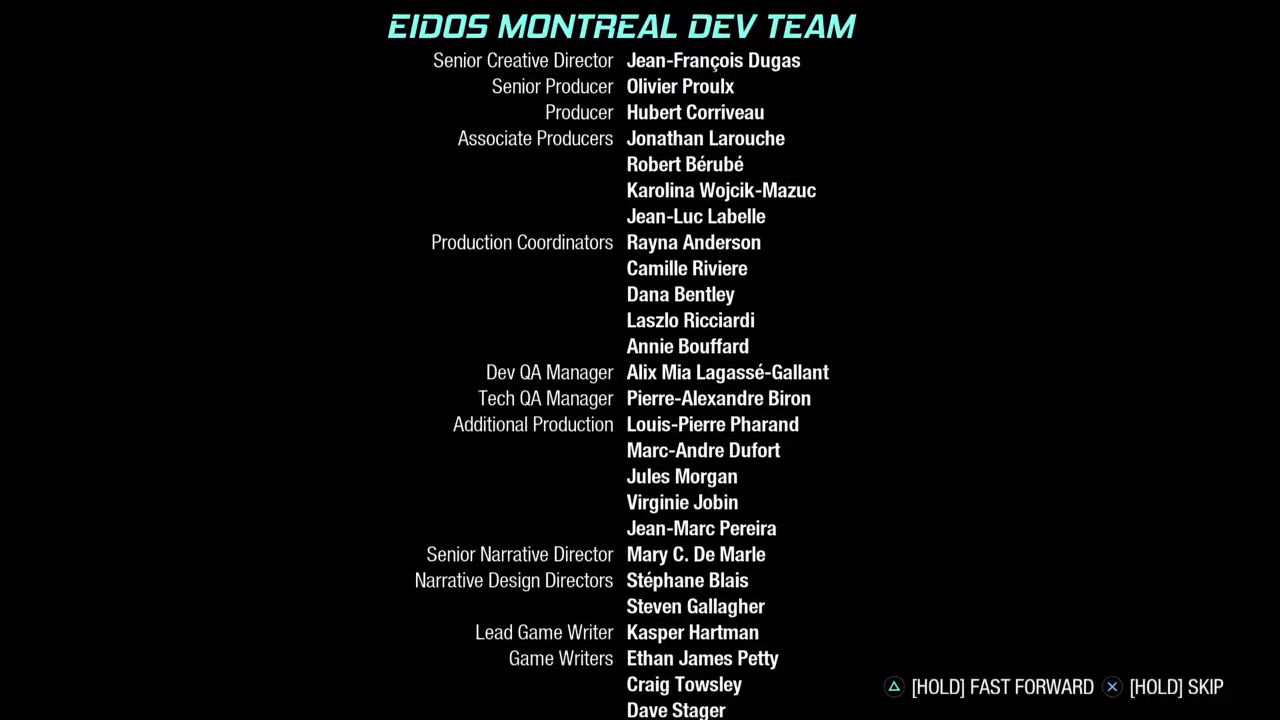 EIDOS MONTREAL DEV TEAM
Senior Creative Director Jean-François Dugas
Senior Producer Olivier Proulx
Producer Hubert Corriveau
Associate Producers Jonathan Larouche
Robert Bérubé
Karolina Wojcik-Mazuc
Jean-Luc Labelle
Production Coordinators Rayna Anderson
Camille Riviere
Dana Bentley
Laszlo Ricciardi
Annie Bouffard
Dev QA Manager Alix Mia Lagassé-Gallant
Tech QA Manager Pierre-Alexandre Biron
Additional Production Louis-Pierre Pharand
Marc-Andre Dufort
Jules Morgan
Virginie Jobin
Jean-Marc Pereira
Senior Narrative Director Mary C. De Marle
Narrative Design Directors Stéphane Blais
Steven Gallagher
Lead Game Writer Kasper Hartman
Game Writers Ethan James Petty
Craig Towsley
Dave Stager
[HOLD] FAST FORWARD [HOLD] SKIP